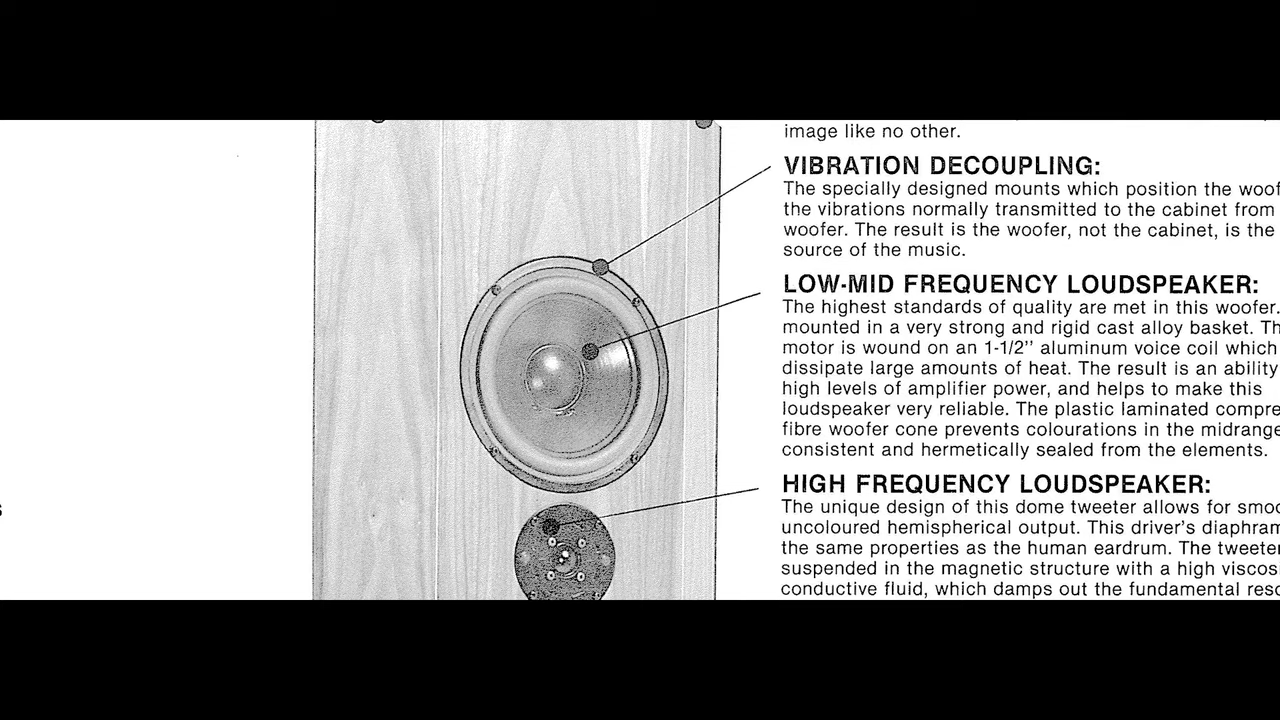 image like no other.
VIBRATION DECOUPLING:
The specially designed mounts which position the
the vibrations normally transmitted to the cabinet from
woofer. The result is the woofer, not the cabinet, is the
source of the music.
LOW-MID FREQUENCY LOUDSPEAKER:
The highest standards of quality are met in this woofer.
mounted in a very strong and rigid cast alloy basket.
motor is wound on an 1-1/2" aluminum voice coil which
dissipate large amounts of heat. The result is an ability
high levels of amplifier power, and helps to make this
loudspeaker very reliable. The plastic laminated
fibre woofer cone prevents colourations in the midrange
consistent and hermetically sealed from the elements.
HIGH FREQUENCY LOUDSPEAKER:
The unique design of this dome tweeter allows for
uncoloured hemispherical output. This driver's
the same properties as the human eardrum. The tweeter
suspended in the magnetic structure with a high
conductive fluid, which damps out the fundamental